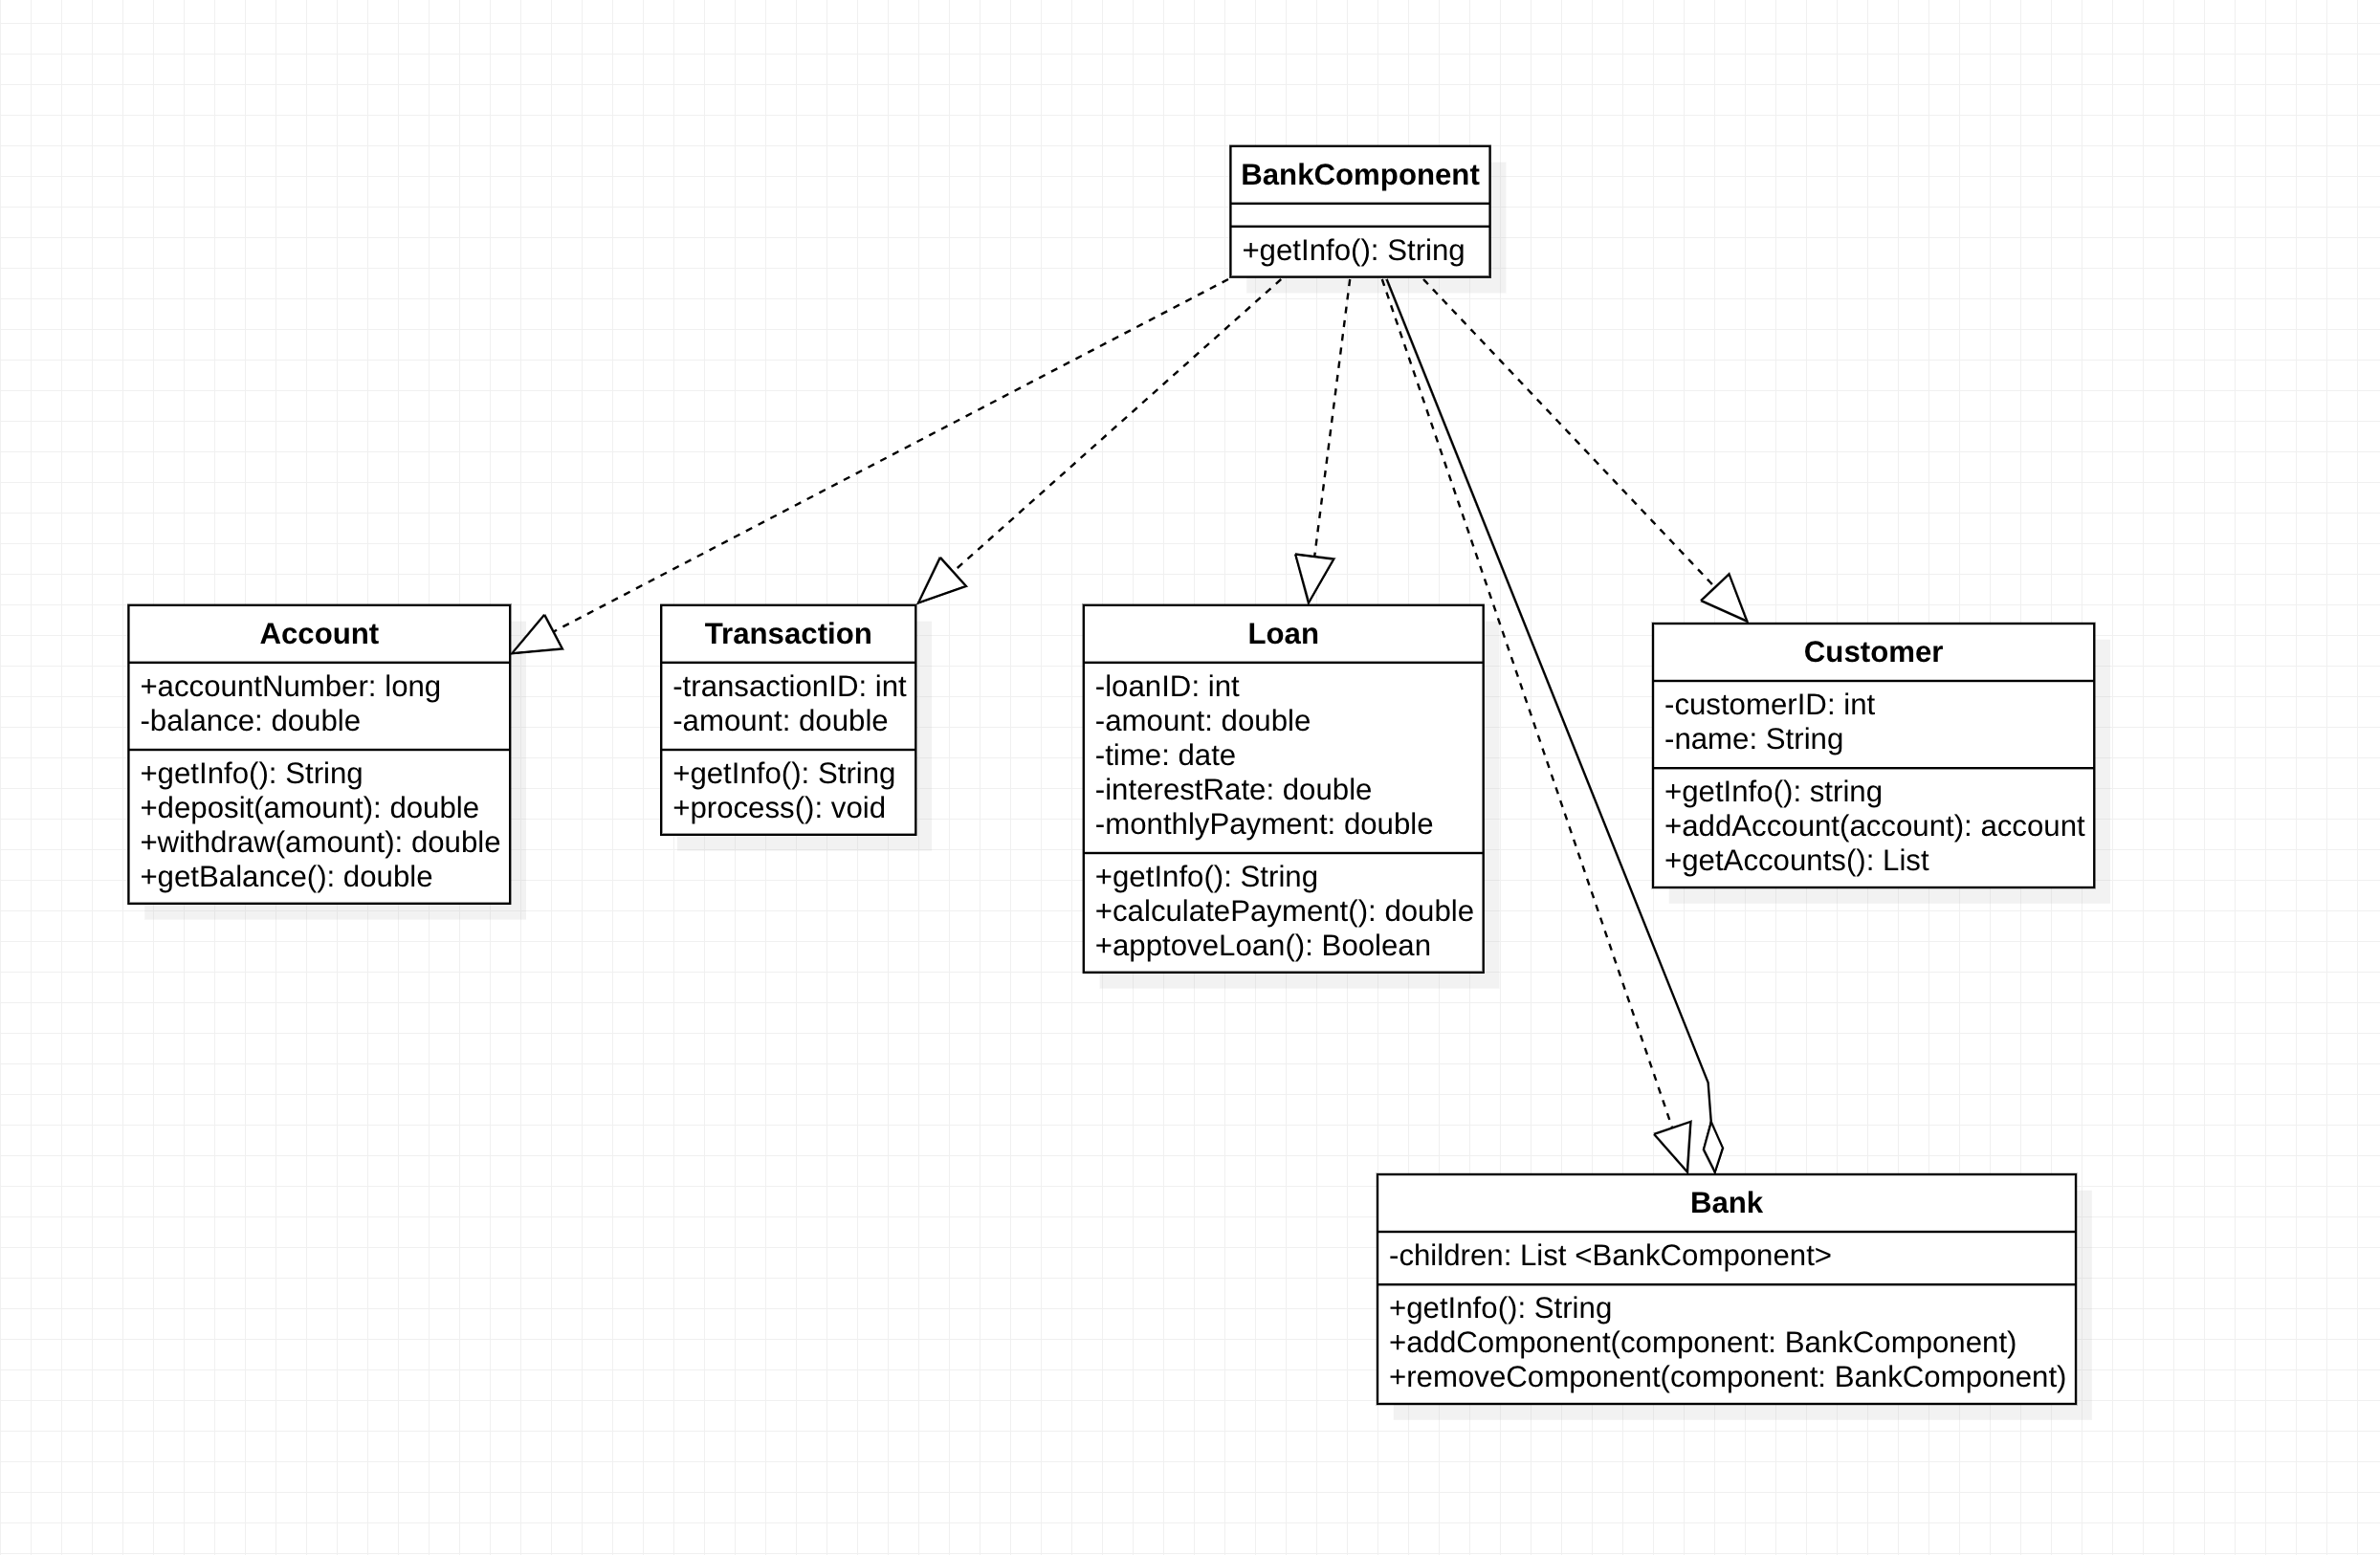 BankComponent
+getInfo(): String
Account
+accountNumber: long
-balance: double
+getInfo(): String
+deposit(amount): double
+withdraw(amount): double
+getBalance(): double
Transaction
-transactionID: int
-amount: double
+getInfo(): String
+process(): void
Loan
-loanID: int
-amount: double
-time: date
-interestRate: double
-monthlyPayment: double
+getInfo(): String
+calculatePayment(): double
+apptoveLoan(): Boolean
Customer
-customerID: int
-name: String
+getInfo(): string
+addAccount(account): account
+getAccounts(): List
Bank
-children: List <BankComponent>
+getInfo(): String
+addComponent(component: BankComponent)
+removeComponent(component: BankComponent)